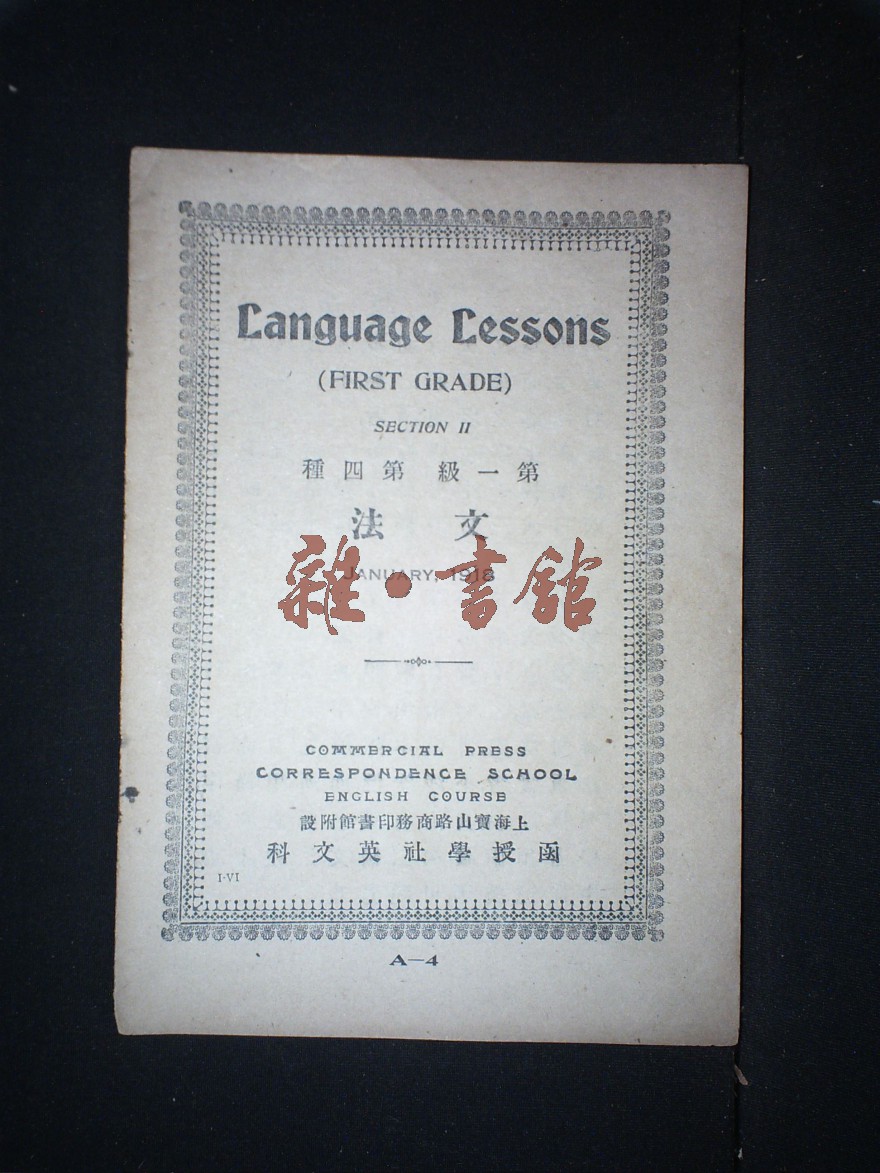 Language Lessons
(FIRST GRADE)
SECTION II
第一級 第四種
文法
JANUARY, 1918
雜·書館
COMMERCIAL PRESS
CORRESPONDENCE SCHOOL
ENGLISH COURSE
上海寶山路商務印書館附設
函授學社英文科
I-VI
A—4